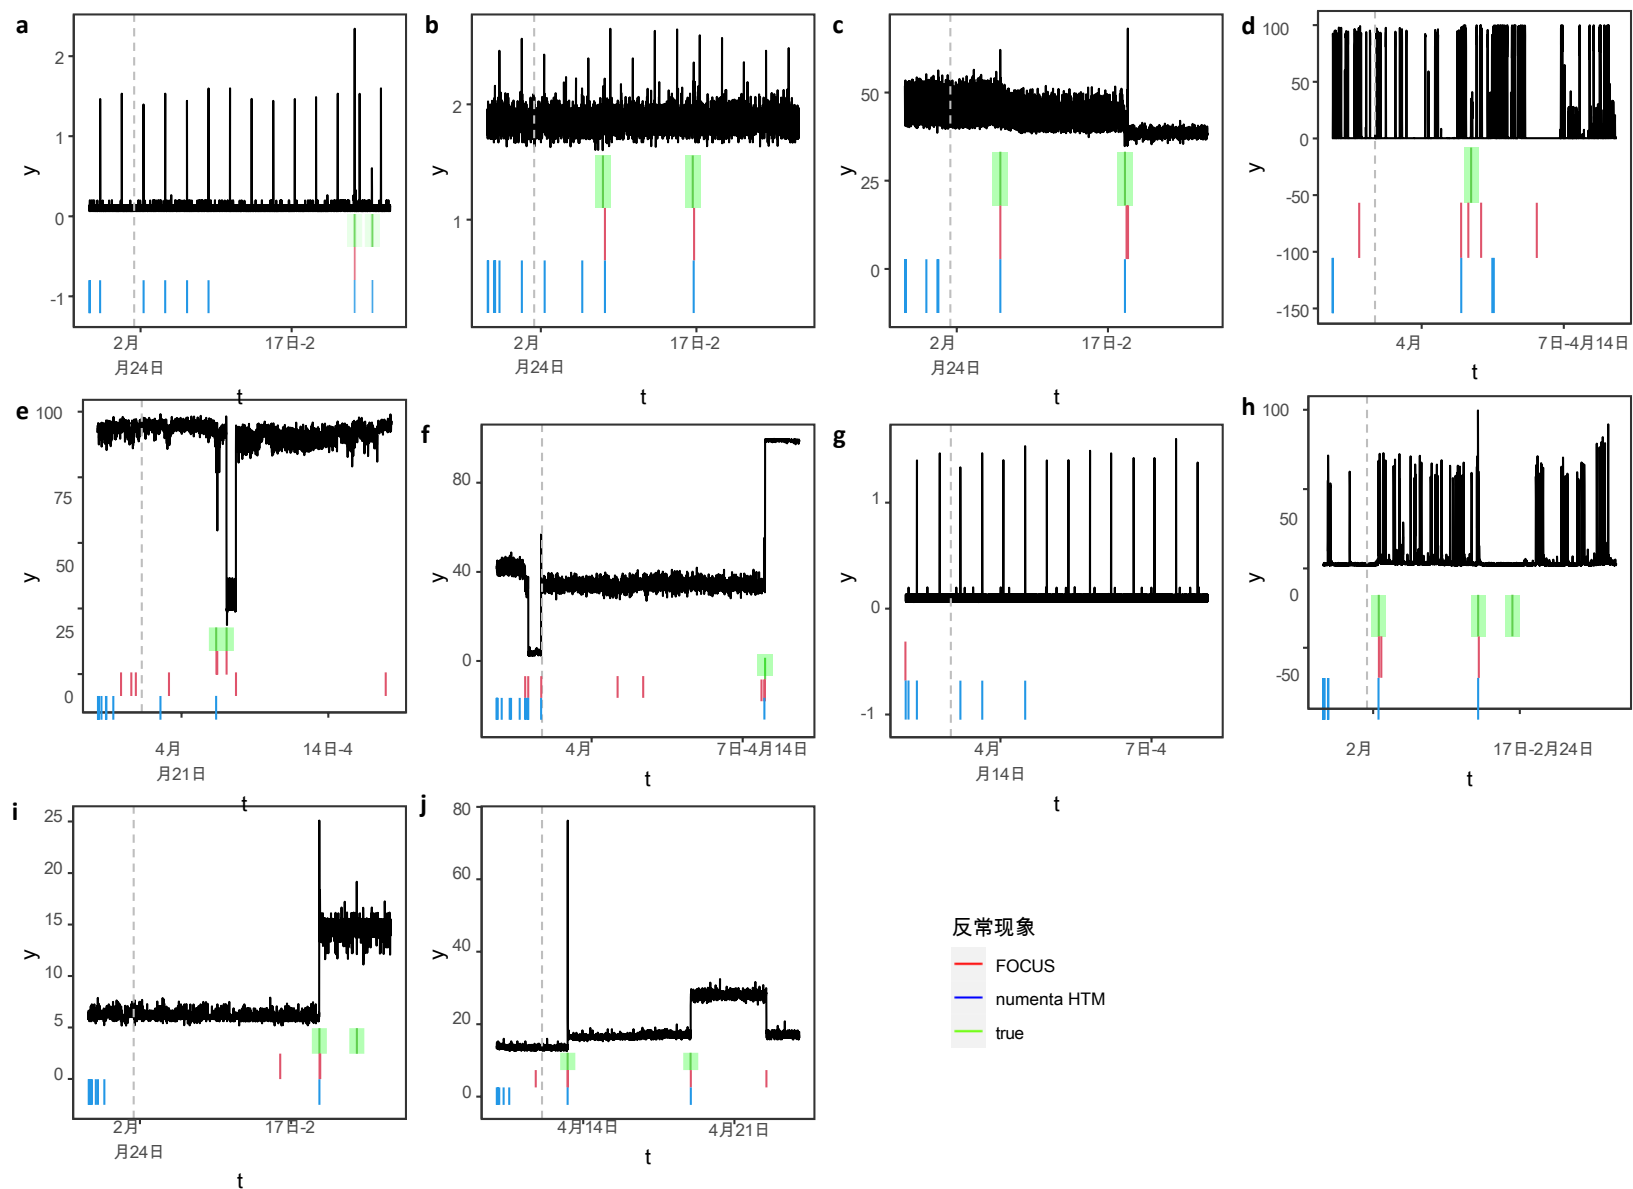 a
2
1
0
-1
y
2月
月24日
17日-2
t
b
2
1
y
2月
月24日
17日-2
t
c
50
25
0
y
2月
月24日
17日-2
t
d
100
50
0
-50
-100
-150
y
4月
7日-4月14日
t
e
100
75
50
25
0
y
4月
月21日
14日-4
t
f
80
40
0
y
4月
7日-4月14日
t
g
1
0
-1
y
4月
月14日
7日-4
t
h
100
50
0
-50
y
2月
17日-2月24日
t
i
25
20
15
10
5
0
y
2月
月24日
17日-2
t
j
80
60
40
20
0
y
4月14日
4月21日
t
反常现象
FOCUS
numenta HTM
true